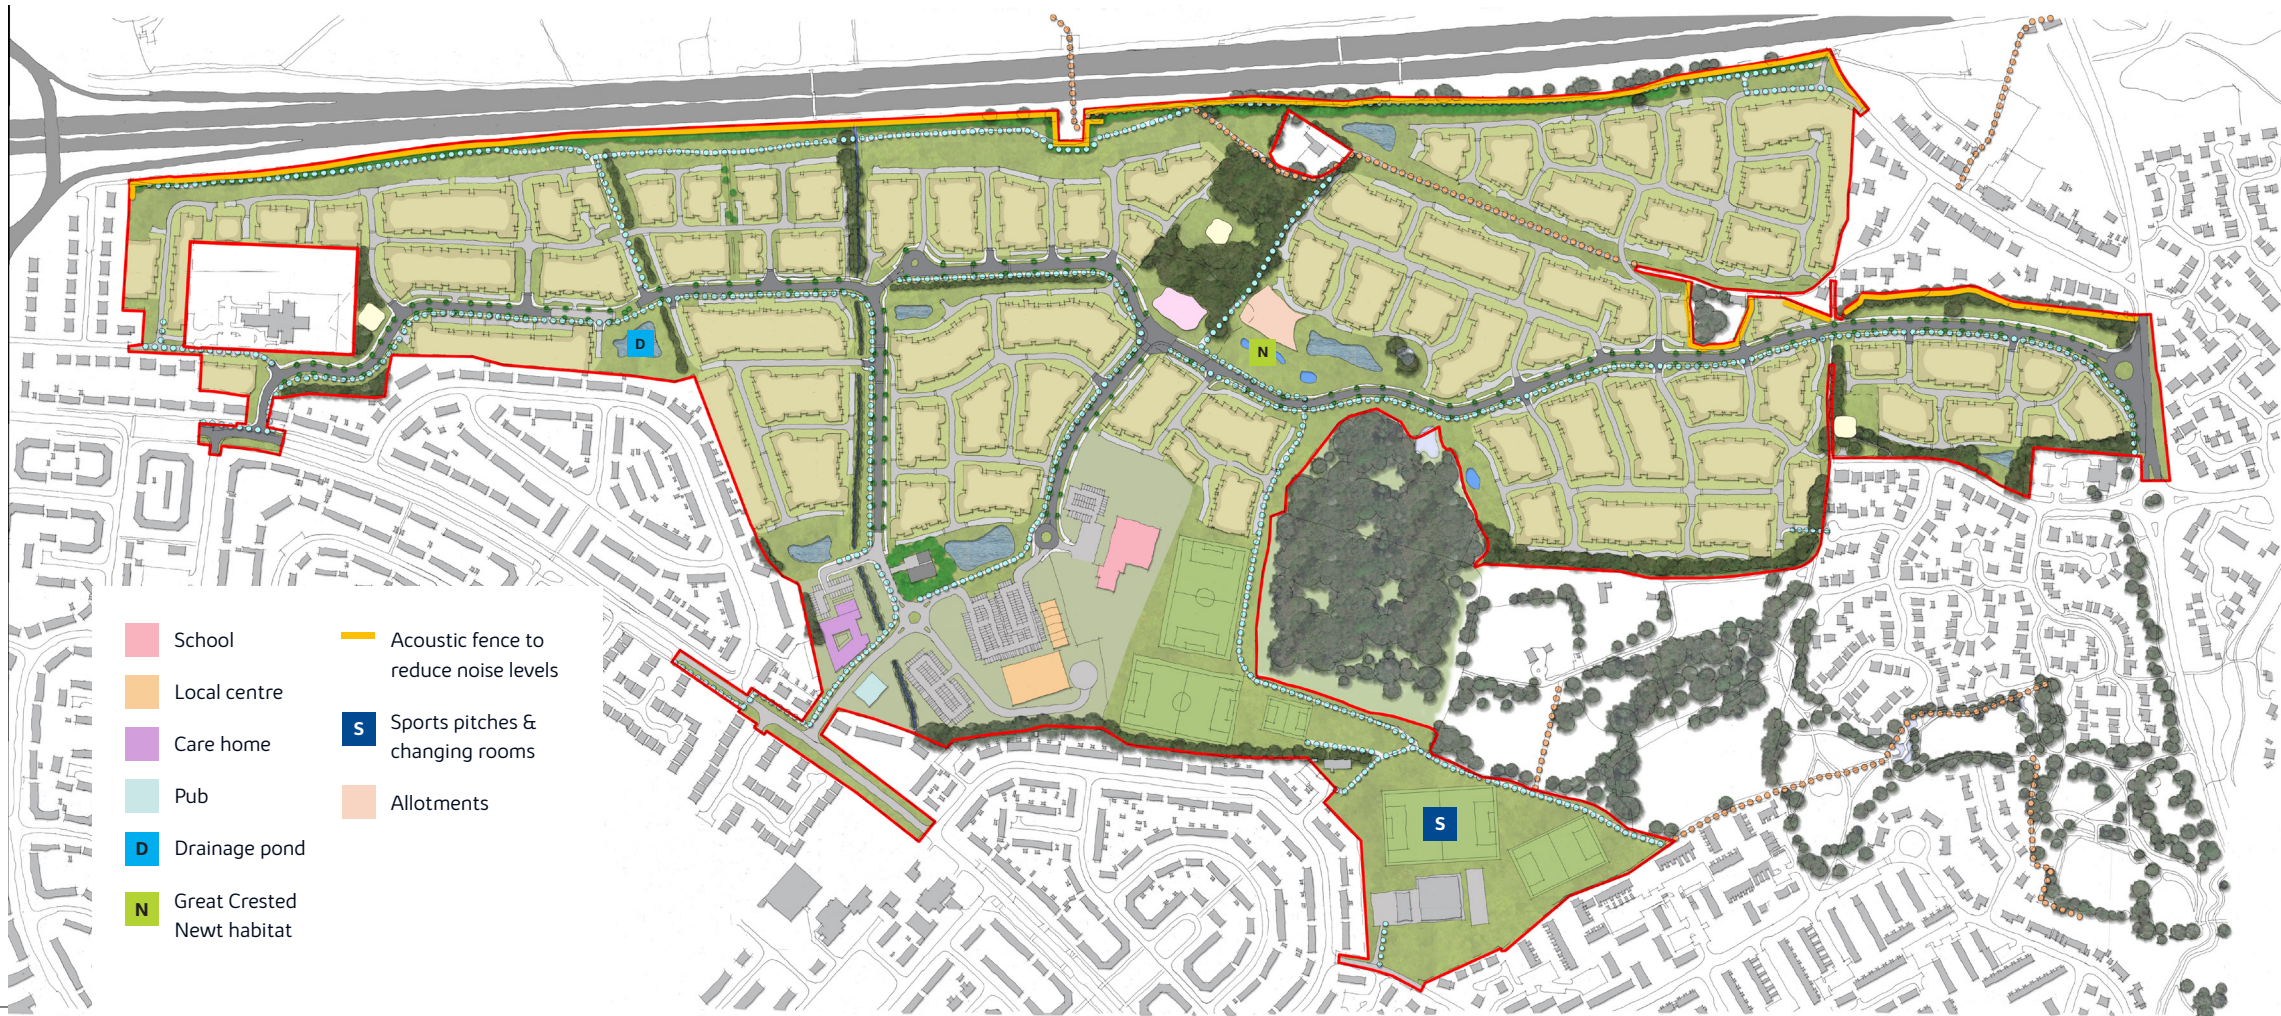 School
Local centre
Care home
Pub
D Drainage pond
N Great Crested
Newt habitat
Acoustic fence to
reduce noise levels
S Sports pitches &
changing rooms
Allotments
D
N
S